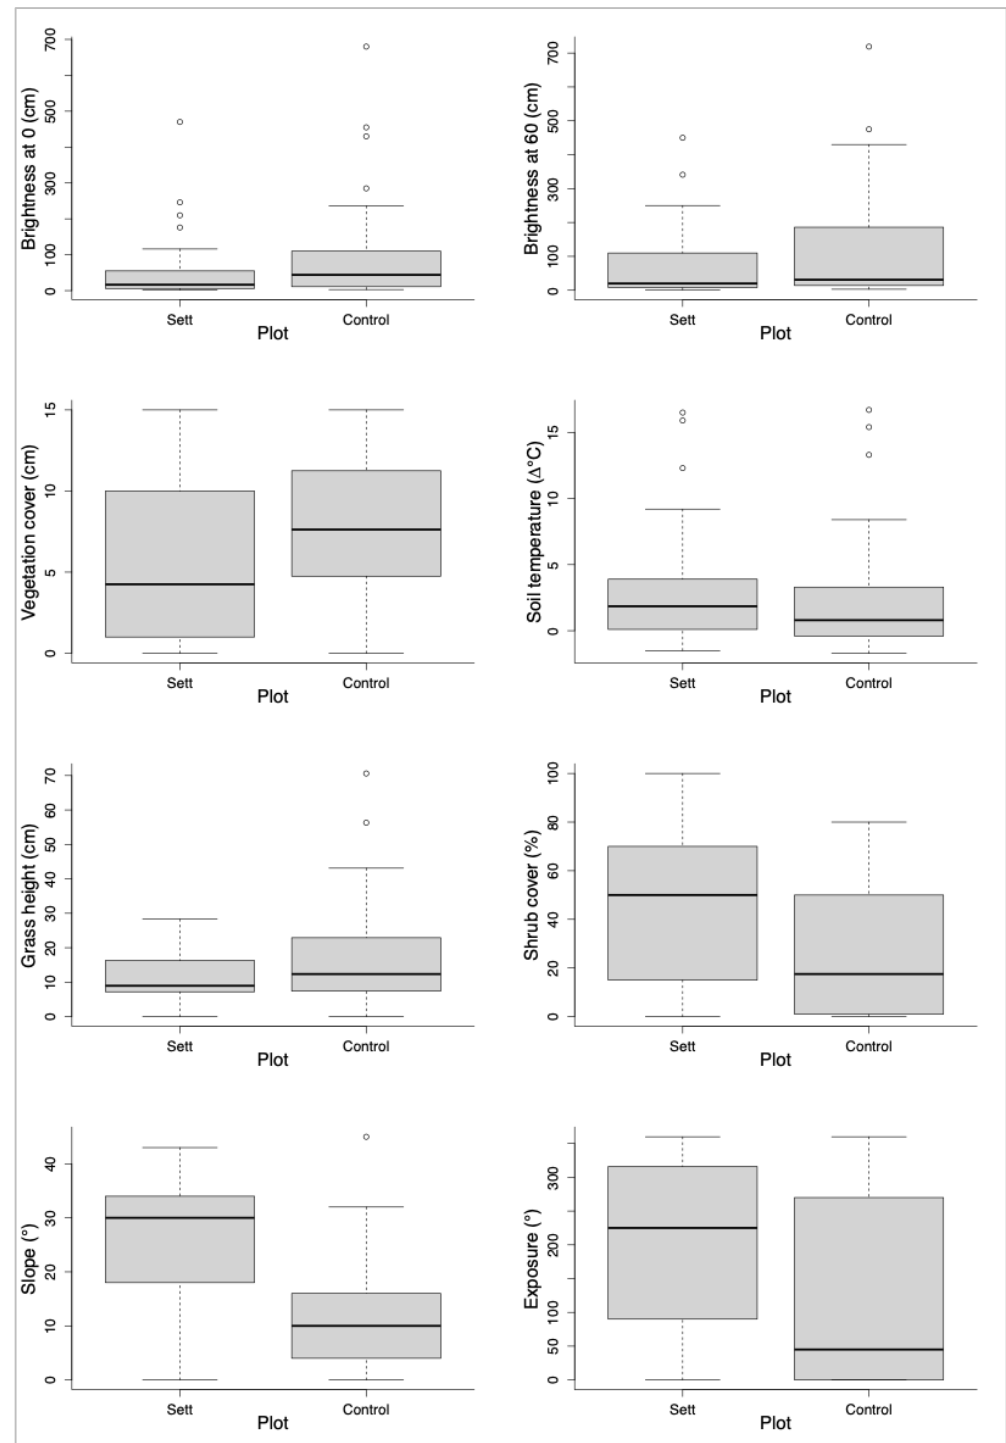 Brightness at 0 (cm)
0
100
300
500
700
Sett
Control
Plot
Brightness at 60 (cm)
0
100
300
500
700
Sett
Control
Plot
Vegetation cover (cm)
0
5
10
15
Sett
Control
Plot
Soil temperature (Δ°C)
0
5
10
15
Sett
Control
Plot
Grass height (cm)
0
10
20
30
40
50
60
70
Sett
Control
Plot
Shrub cover (%)
0
20
40
60
80
100
Sett
Control
Plot
Slope (°)
0
10
20
30
40
Sett
Control
Plot
Exposure (°)
0
50
100
200
300
Sett
Control
Plot